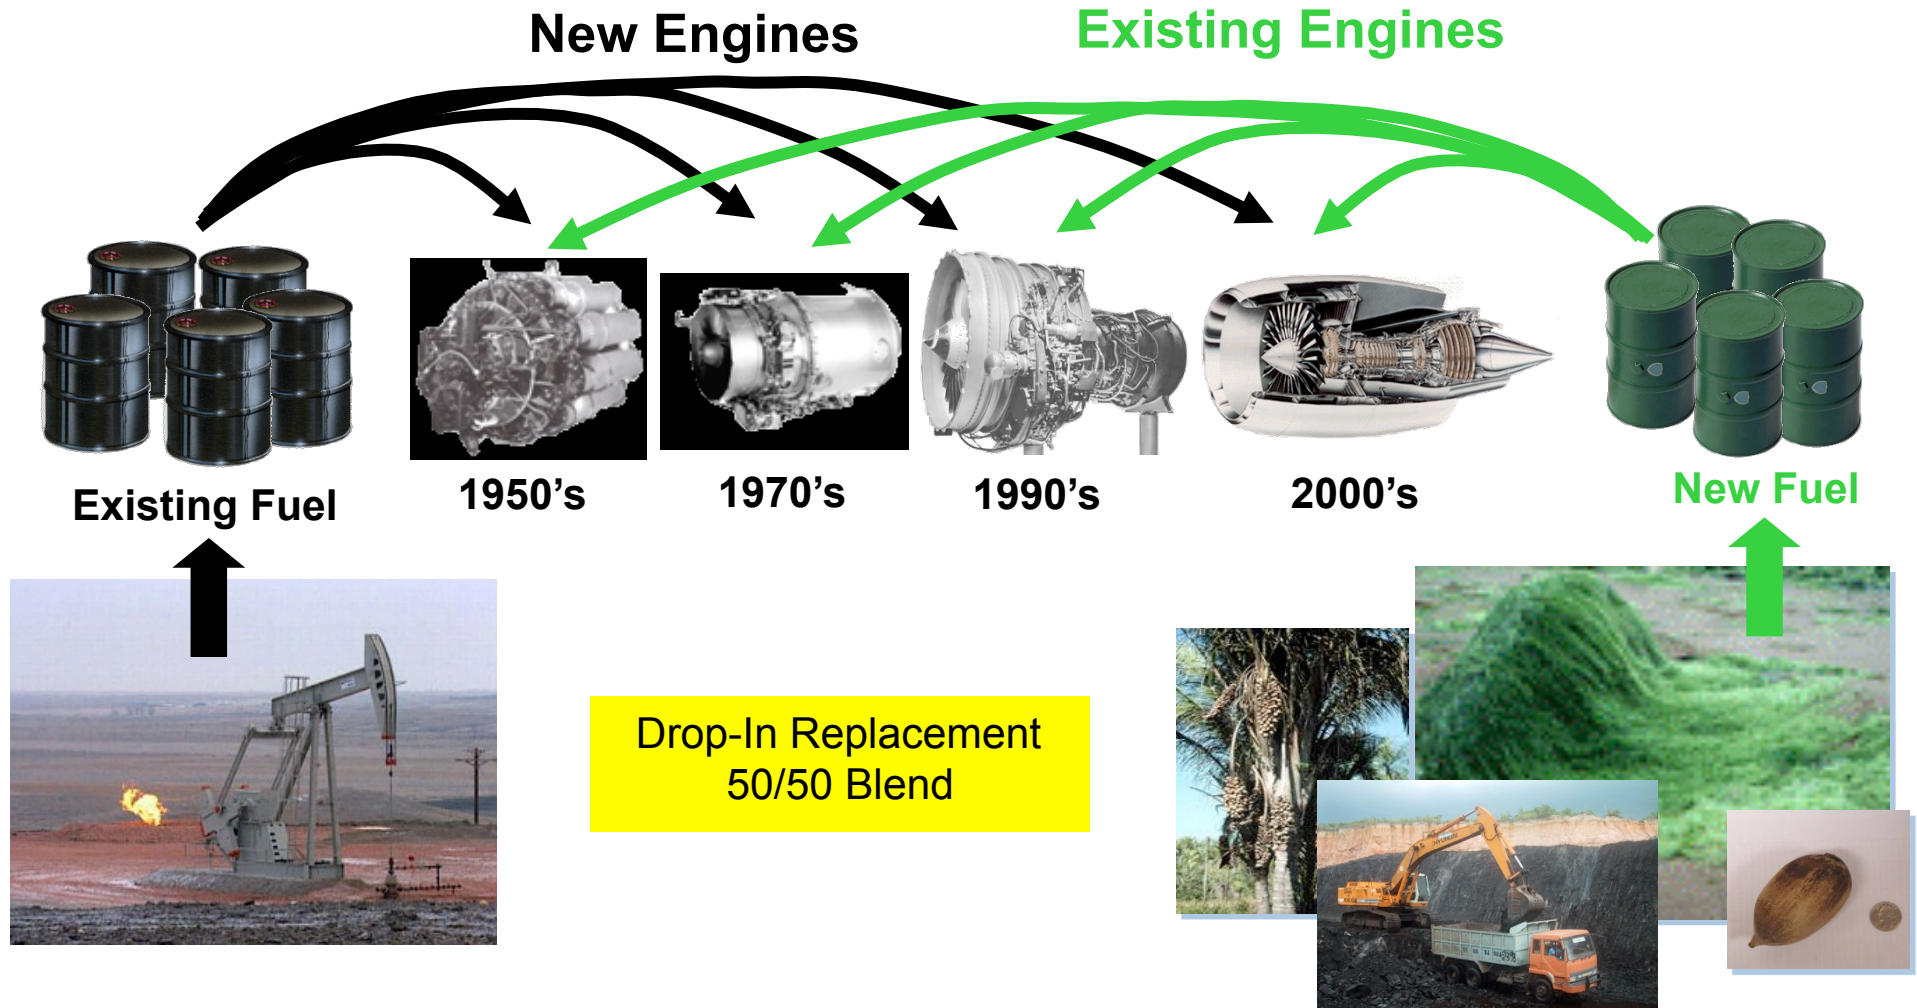 New Engines
Existing Engines
Existing Fuel
1950’s
1970’s
1990’s
2000’s
New Fuel
Drop-In Replacement
50/50 Blend